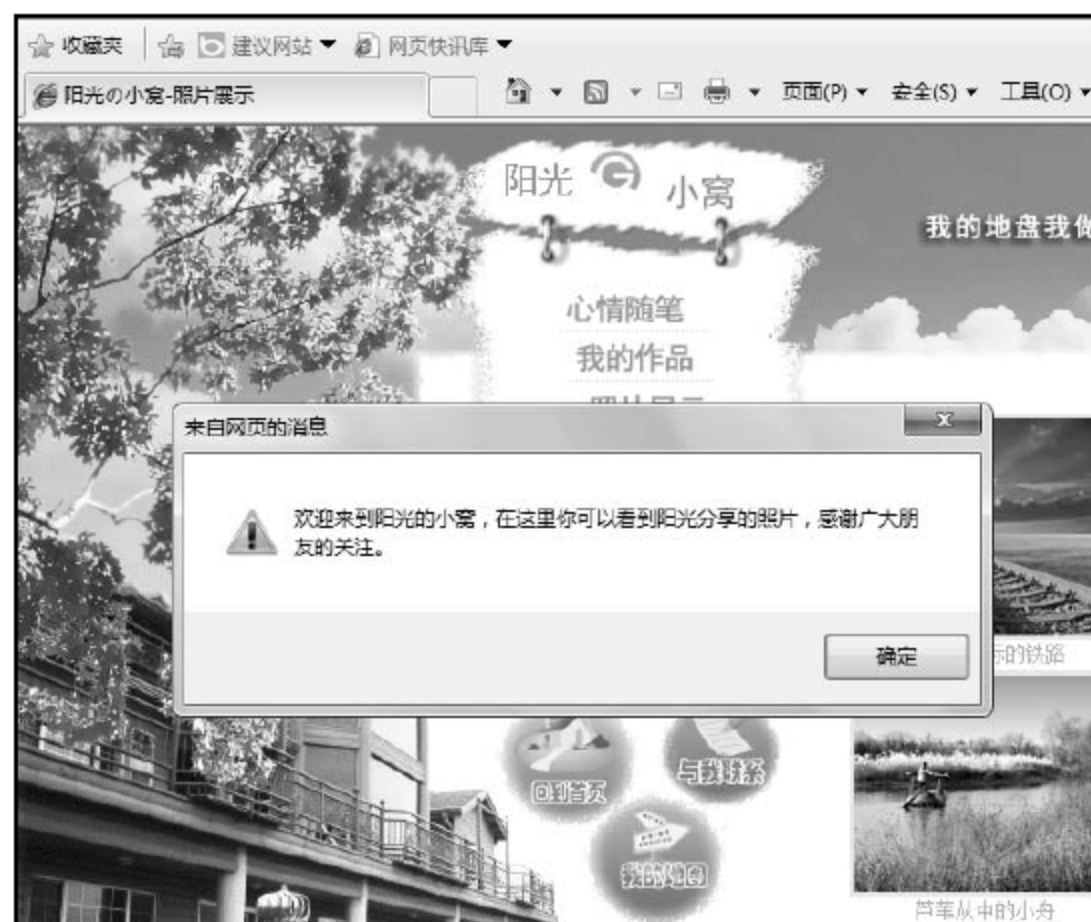 收藏夹 建议网站 网页快讯库
阳光の小窝-照片展示 页面(P) 安全(S) 工具(O)
阳光 小窝
我的地盘我
心情随笔
我的作品
来自网页的消息 x
欢迎来到阳光的小窝，在这里你可以看到阳光分享的照片，感谢广大朋
友的关注。
确定
的铁路
回到首页 与我联系
我的地图
芦苇从中的小舟